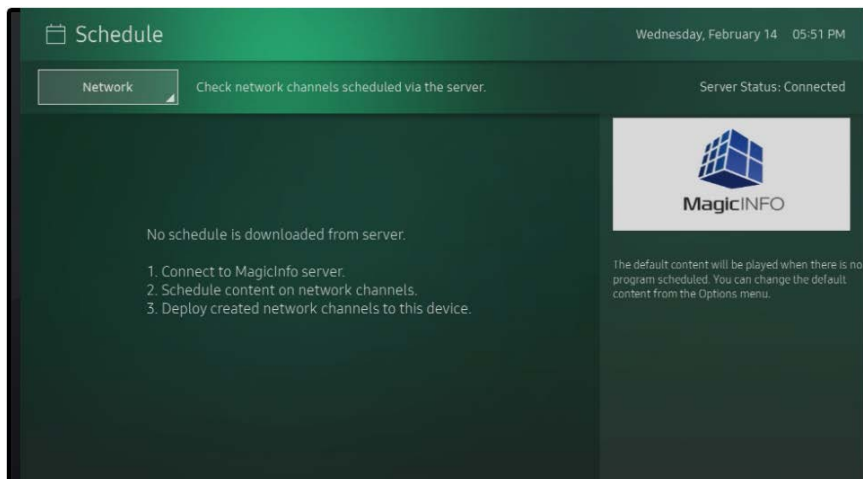 Schedule
Wednesday, February 14 05:51 PM
Network
Check network channels scheduled via the server.
Server Status: Connected
MagicINFO
No schedule is downloaded from server.
1. Connect to MagicInfo server.
2. Schedule content on network channels.
3. Deploy created network channels to this device.
The default content will be played when there is no
program scheduled. You can change the default
content from the Options menu.